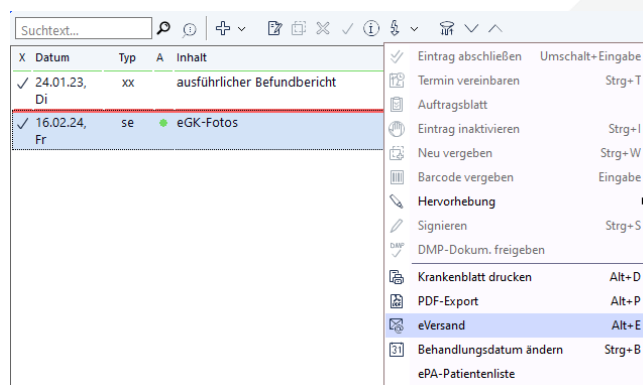 Suchtext...
X Datum Typ A Inhalt
24.01.23, Di xx ausführlicher Befundbericht
16.02.24, Fr se eGK-Fotos
Eintrag abschließen Umschalt+Eingabe
Termin vereinbaren Strg+T
Auftragsblatt
Eintrag inaktivieren Strg+I
Neu vergeben Strg+W
Barcode vergeben Eingabe
Hervorhebung
Signieren Strg+S
DMP DMP-Dokum. freigeben
Krankenblatt drucken Alt+D
PDF-Export Alt+P
eVersand Alt+E
31 Behandlungsdatum ändern Strg+B
ePA-Patientenliste